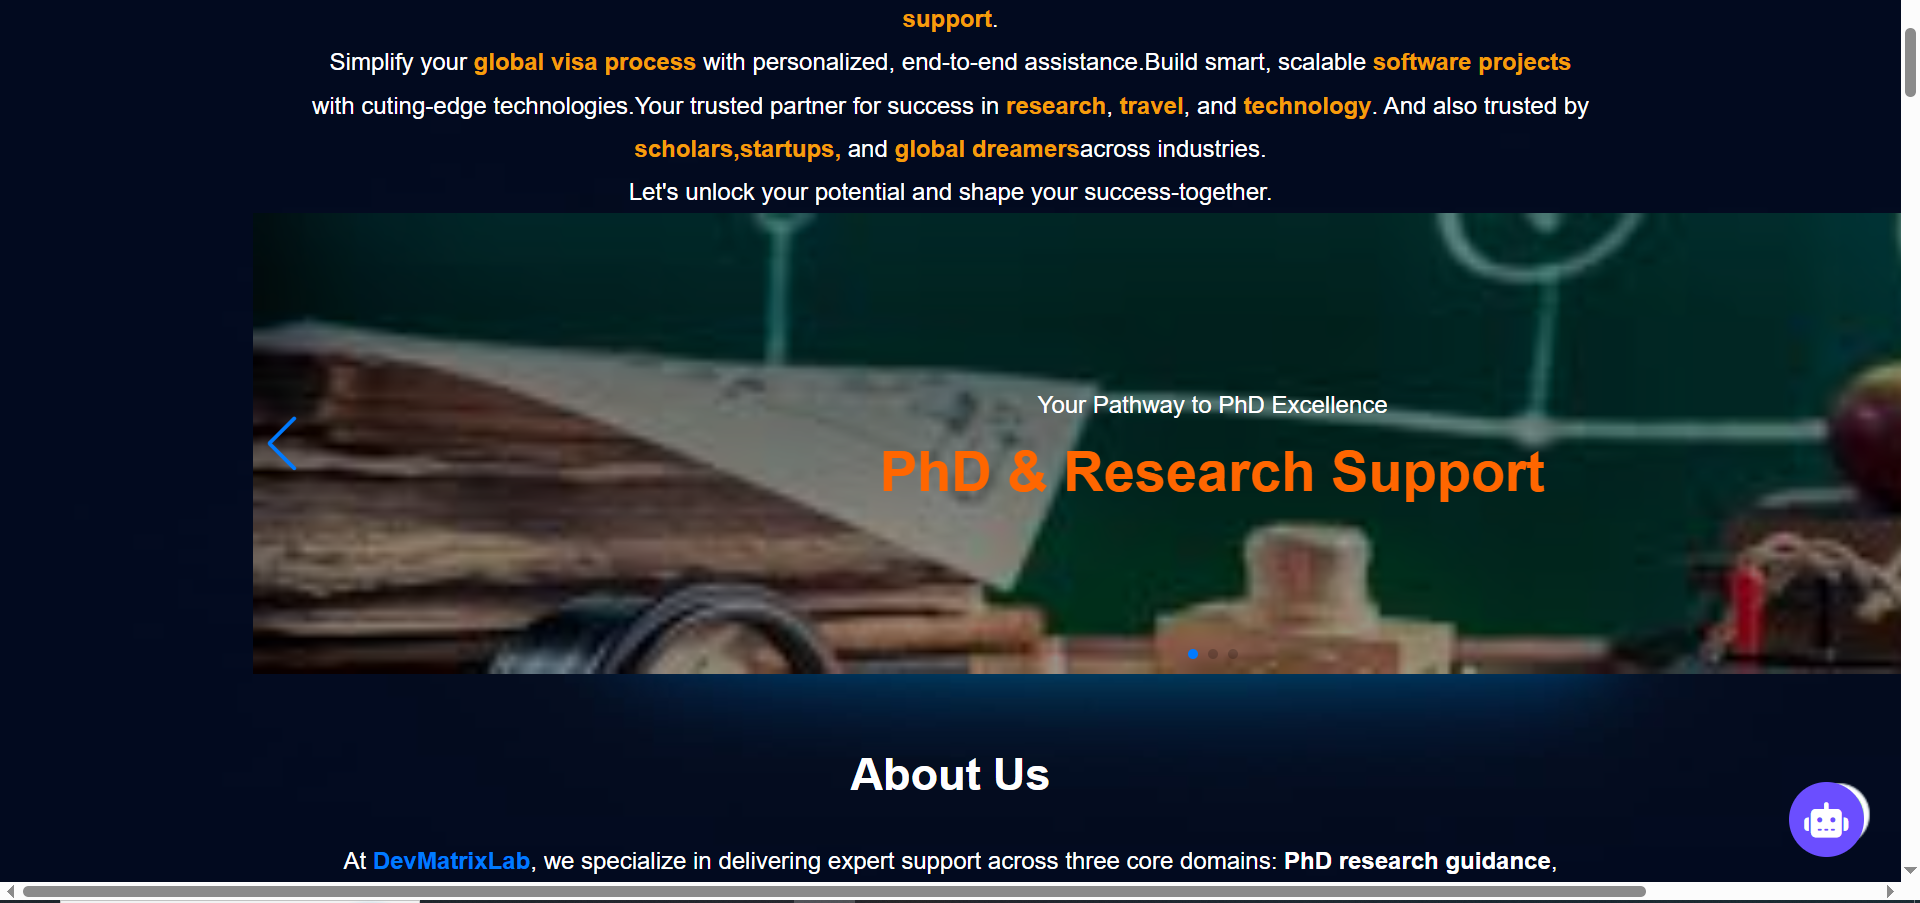 support.
Simplify your global visa process with personalized, end-to-end assistance.Build smart, scalable software projects
with cuting-edge technologies.Your trusted partner for success in research, travel, and technology. And also trusted by
scholars,startups, and global dreamersacross industries.
Let's unlock your potential and shape your success-together.
Your Pathway to PhD Excellence
PhD & Research Support
About Us
At DevMatrixLab, we specialize in delivering expert support across three core domains: PhD research guidance,